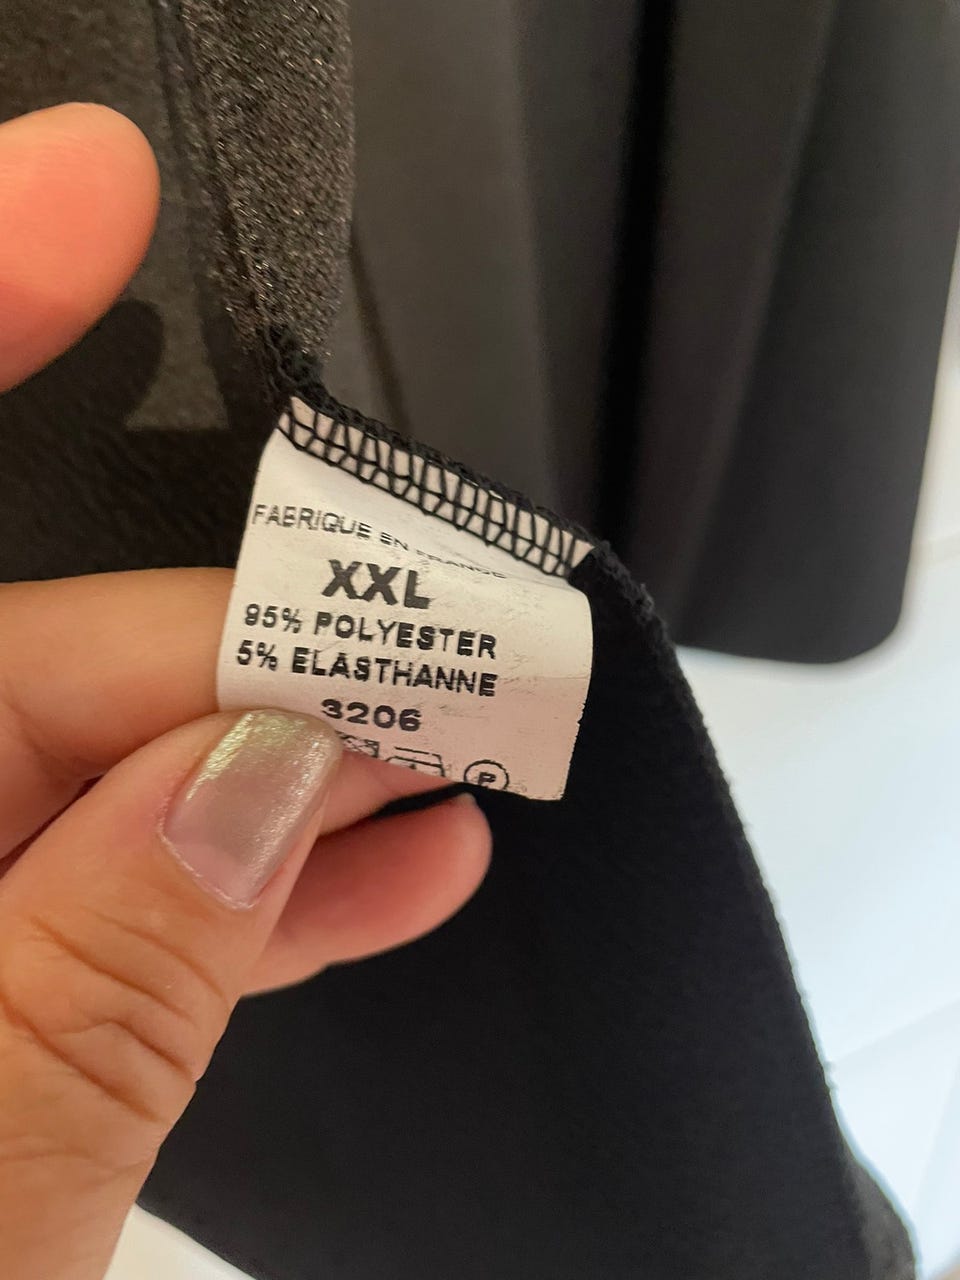 FABRIQUE EN FRANCE
XXL
95% POLYESTER
5% ELASTHANNE
3206
P